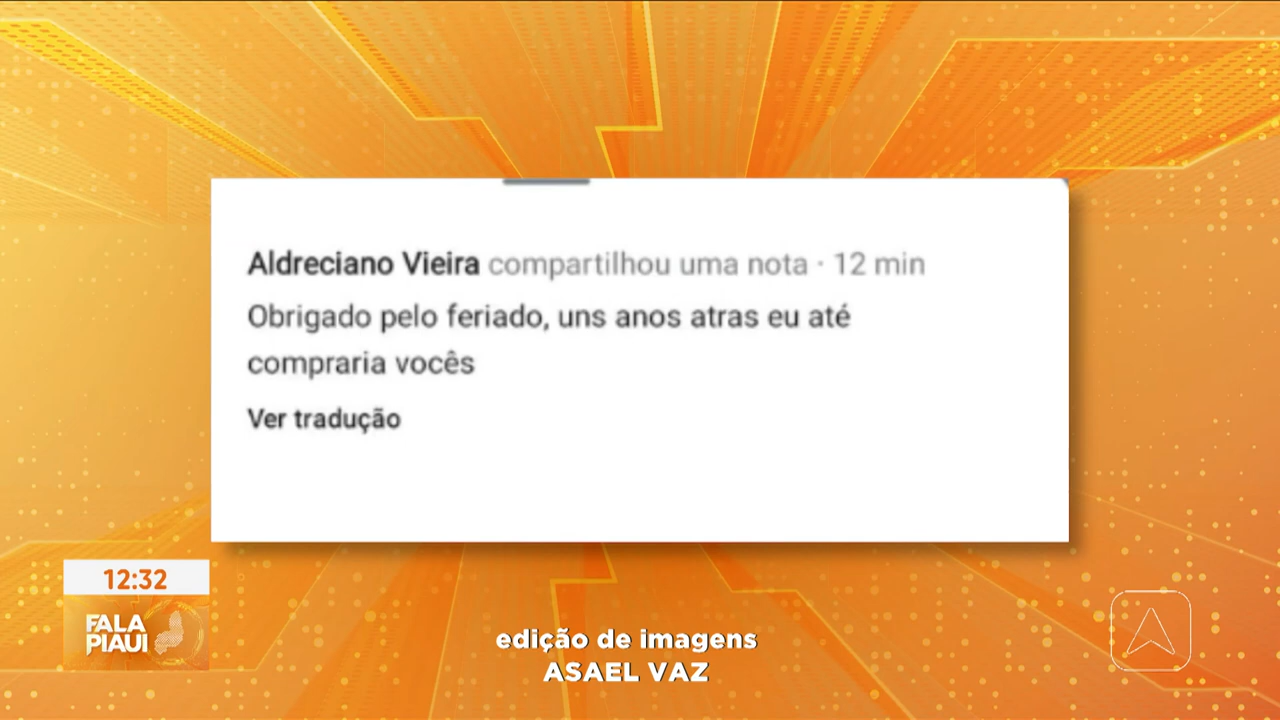 Aldreciano Vieira compartilhou uma nota · 12 min
Obrigado pelo feriado, uns anos atras eu até
compraria vocês
Ver tradução
12:32
FALA
PIAUÍ
edição de imagens
ASAEL VAZ